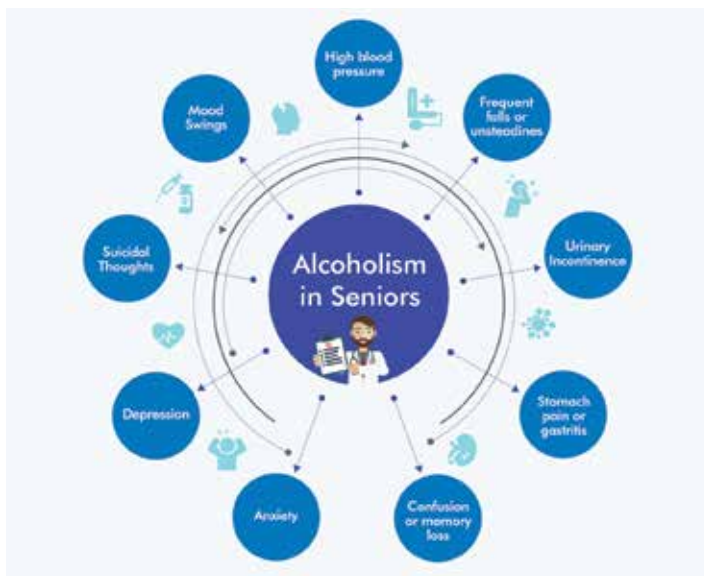 High blood
pressure
Frequent
falls or
unsteadines
Urinary
Incontinence
Stomach
pain or
gastritis
Confusion
or memory
loss
Anxiety
Depression
Suicidal
Thoughts
Mood
Swings
Alcoholism
in Seniors